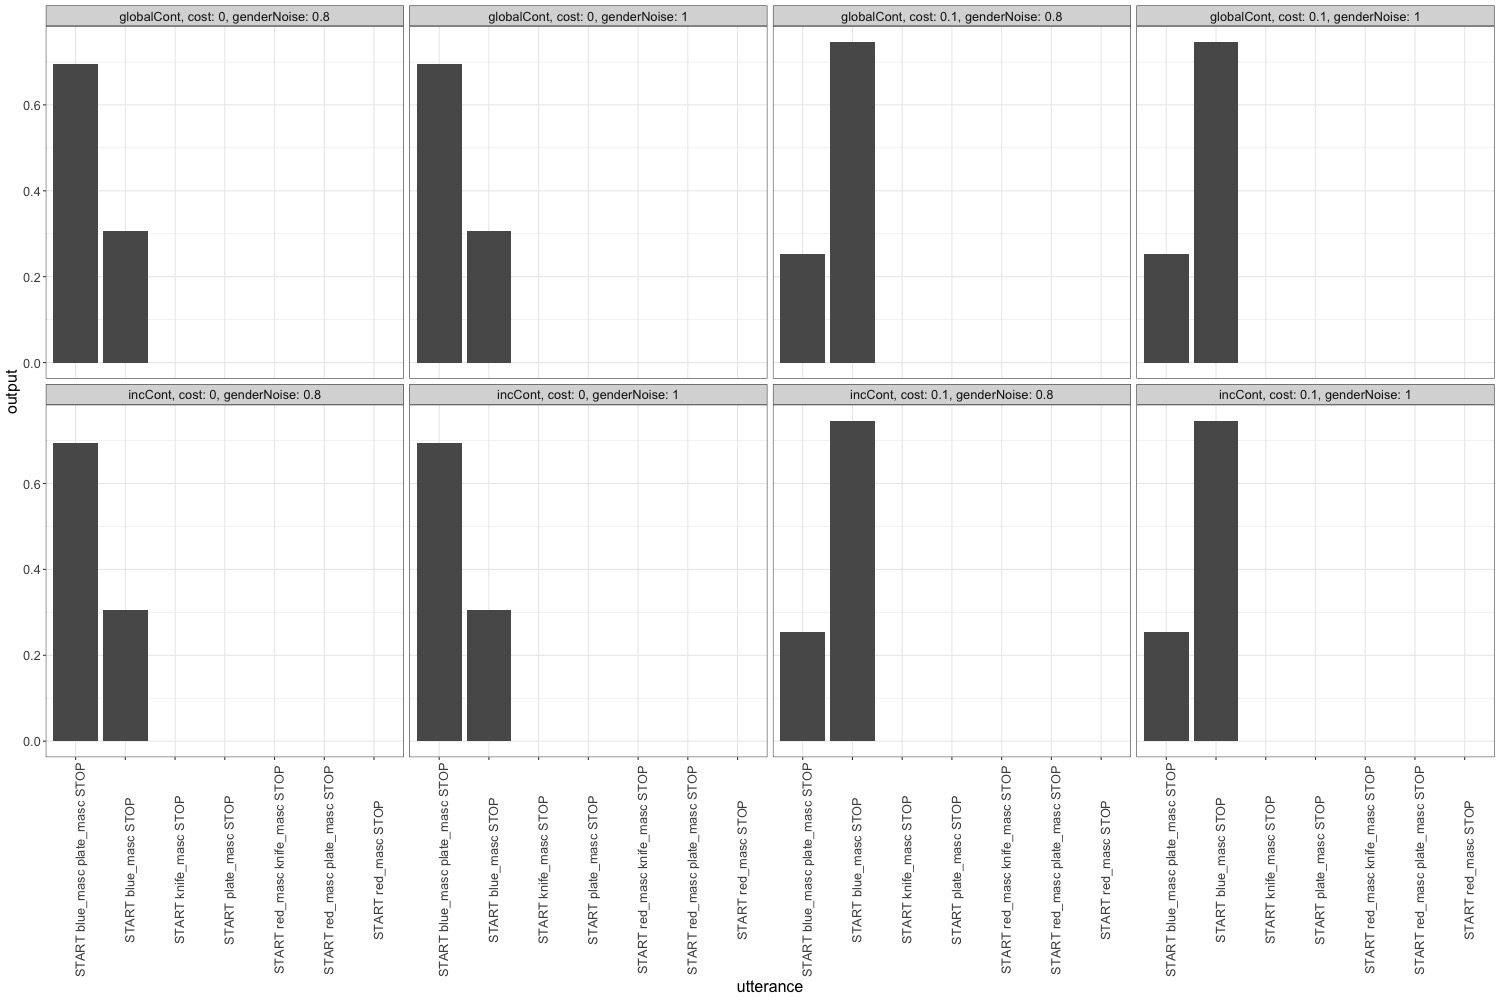 globalCont, cost: 0, genderNoise: 0.8
globalCont, cost: 0, genderNoise: 1
globalCont, cost: 0.1, genderNoise: 0.8
globalCont, cost: 0.1, genderNoise: 1
0.6
0.4
0.2
0.0
output
incCont, cost: 0, genderNoise: 0.8
incCont, cost: 0, genderNoise: 1
incCont, cost: 0.1, genderNoise: 0.8
incCont, cost: 0.1, genderNoise: 1
0.6
0.4
0.2
0.0
START blue_masc plate_masc STOP
START blue_masc STOP
START knife_masc STOP
START plate_masc STOP
START red_masc knife_masc STOP
START red_masc plate_masc STOP
START red_masc STOP
START blue_masc plate_masc STOP
START blue_masc STOP
START knife_masc STOP
START plate_masc STOP
START red_masc knife_masc STOP
START red_masc plate_masc STOP
START red_masc STOP
START blue_masc plate_masc STOP
START blue_masc STOP
START knife_masc STOP
START plate_masc STOP
START red_masc knife_masc STOP
START red_masc plate_masc STOP
START red_masc STOP
START blue_masc plate_masc STOP
START blue_masc STOP
START knife_masc STOP
START plate_masc STOP
START red_masc knife_masc STOP
START red_masc plate_masc STOP
START red_masc STOP
utterance